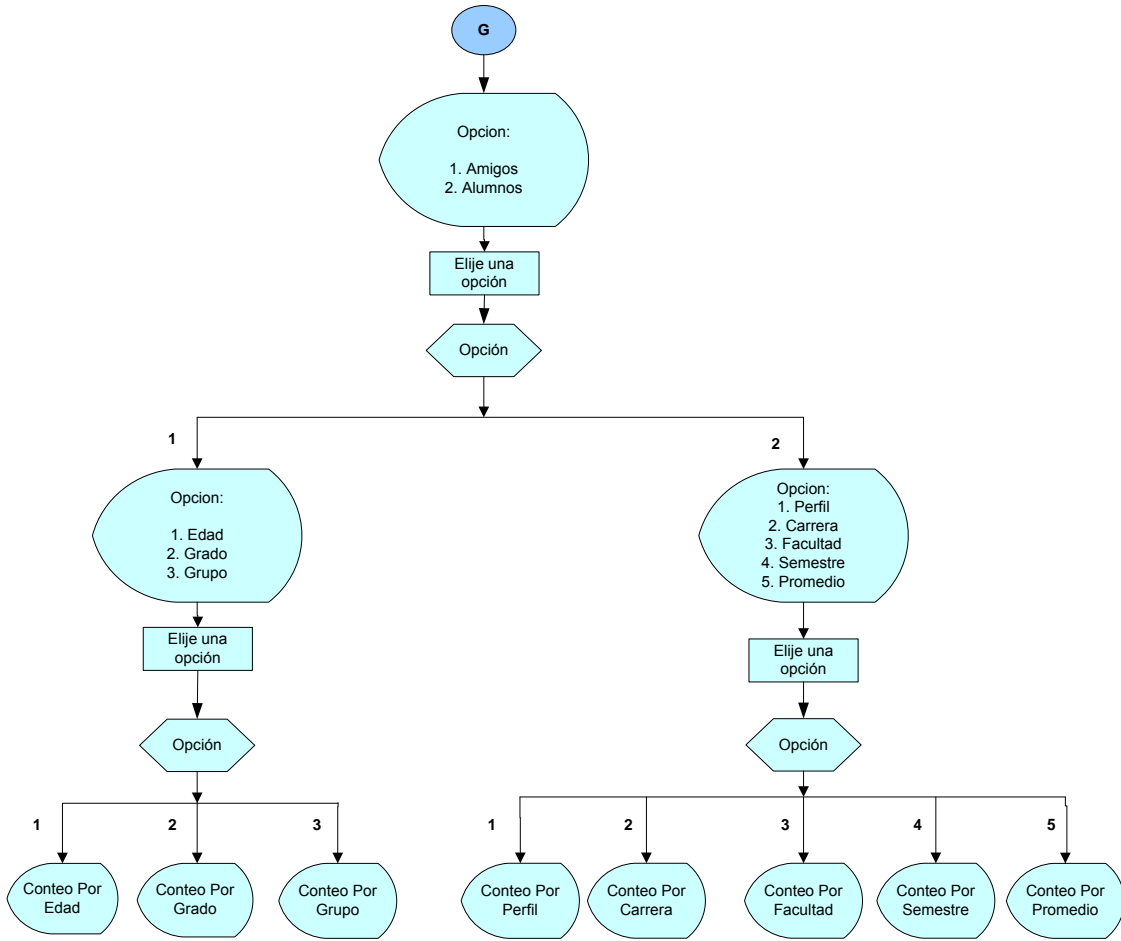 G
Opcion:
1. Amigos
2. Alumnos
Elije una
opción
Opción
1
2
Opcion:
1. Edad
2. Grado
3. Grupo
Elije una
opción
Opción
1
2
3
Conteo Por
Edad
Conteo Por
Grado
Conteo Por
Grupo
Opcion:
1. Perfil
2. Carrera
3. Facultad
4. Semestre
5. Promedio
Elije una
opción
Opción
1
2
3
4
5
Conteo Por
Perfil
Conteo Por
Carrera
Conteo Por
Facultad
Conteo Por
Semestre
Conteo Por
Promedio